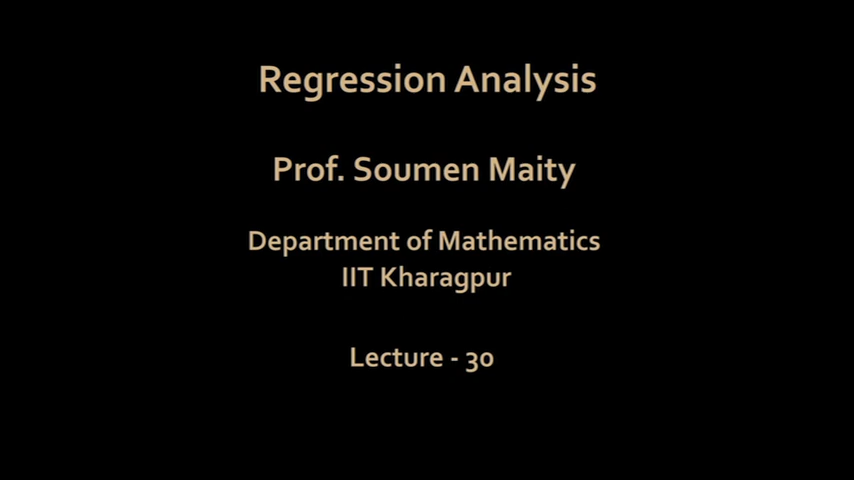 Regression Analysis
Prof. Soumen Maity
Department of Mathematics
IIT Kharagpur
Lecture - 30